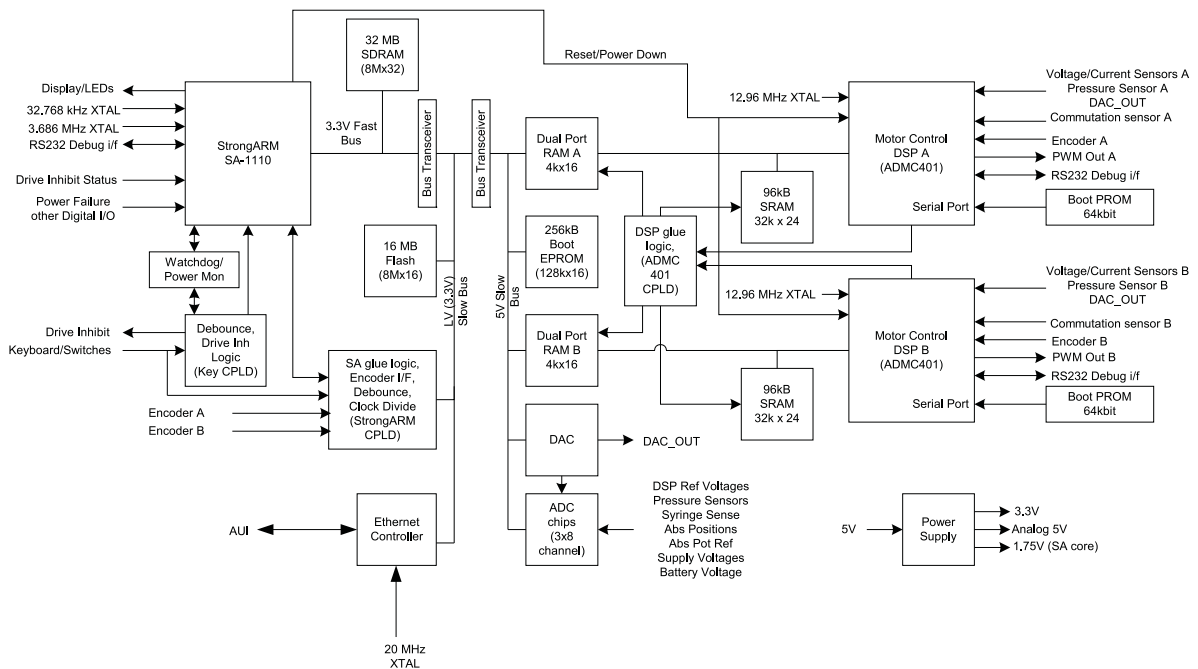 32 MB
SDRAM
(8Mx32)
Reset/Power Down
Display/LEDs
32.768 kHz XTAL
3.686 MHz XTAL
RS232 Debug i/f
Drive Inhibit Status
Power Failure
other Digital I/O
StrongARM
SA-1110
3.3V Fast
Bus
Bus Transceiver
Bus Transceiver
Dual Port
RAM A
4kx16
12.96 MHz XTAL
Motor Control
DSP A
(ADMC401)
Serial Port
Voltage/Current Sensors A
Pressure Sensor A
DAC_OUT
Commutation sensor A
Encoder A
PWM Out A
RS232 Debug i/f
Boot PROM
64kbit
96kB
SRAM
32k x 24
Watchdog/
Power Mon
16 MB
Flash
(8Mx16)
LV (3.3V)
Slow Bus
5V Slow
Bus
256kB
Boot
EPROM
(128kx16)
DSP glue
logic,
(ADMC
401
CPLD)
12.96 MHz XTAL
Motor Control
DSP B
(ADMC401)
Serial Port
Voltage/Current Sensors B
Pressure Sensor B
DAC_OUT
Commutation sensor B
Encoder B
PWM Out B
RS232 Debug i/f
Boot PROM
64kbit
Drive Inhibit
Keyboard/Switches
Debounce,
Drive Inh
Logic
(Key CPLD)
Dual Port
RAM B
4kx16
96kB
SRAM
32k x 24
Encoder A
Encoder B
SA glue logic,
Encoder I/F,
Debounce,
Clock Divide
(StrongARM
CPLD)
DAC
DAC_OUT
AUI
Ethernet
Controller
20 MHz
XTAL
ADC
chips
(3x8
channel)
DSP Ref Voltages
Pressure Sensors
Syringe Sense
Abs Positions
Abs Pot Ref
Supply Voltages
Battery Voltage
5V
Power
Supply
3.3V
Analog 5V
1.75V (SA core)